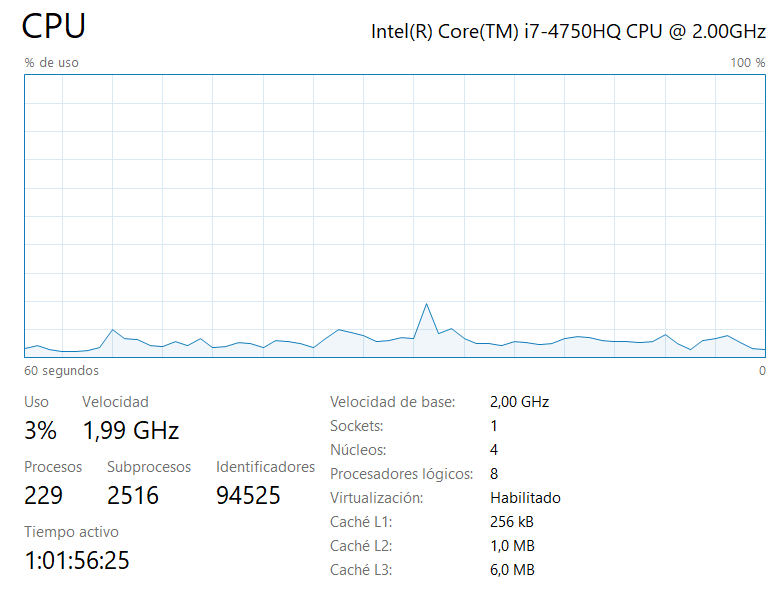 CPU
Intel(R) Core(TM) i7-4750HQ CPU @ 2.00GHz
% de uso
100 %
60 segundos
0
Uso
Velocidad
3%
1,99 GHz
Procesos
Subprocesos
Identificadores
229
2516
94525
Tiempo activo
1:01:56:25
Velocidad de base:
2,00 GHz
Sockets:
1
Núcleos:
4
Procesadores lógicos:
8
Virtualización:
Habilitado
Caché L1:
256 kB
Caché L2:
1,0 MB
Caché L3:
6,0 MB